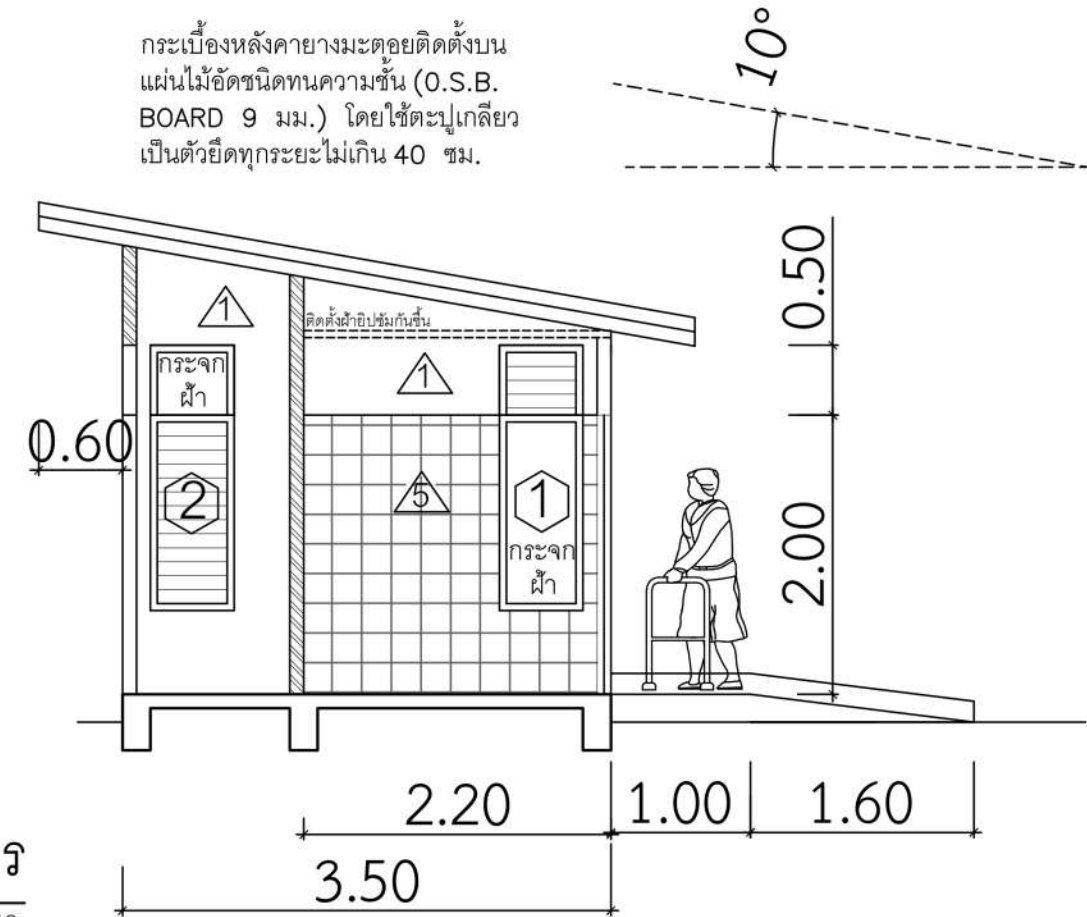 กระเบื้องหลังคายางมะตอยติดตั้งบน
แผ่นไม้อัดชนิดทนความชั้น (O.S.B.
BOARD 9 มม.) โดยใช้ตะปูเกลียว
เป็นตัวยึดทุกระยะไม่เกิน 40 ซม.
10°
0.50
1
ติดตั้งฝ้ายิปซัมกันชื้น
กระจก
ฝ้า
1
0.60
2
5
1
กระจก
ฝ้า
2.00
2.20
1.00
1.60
3.50
ร